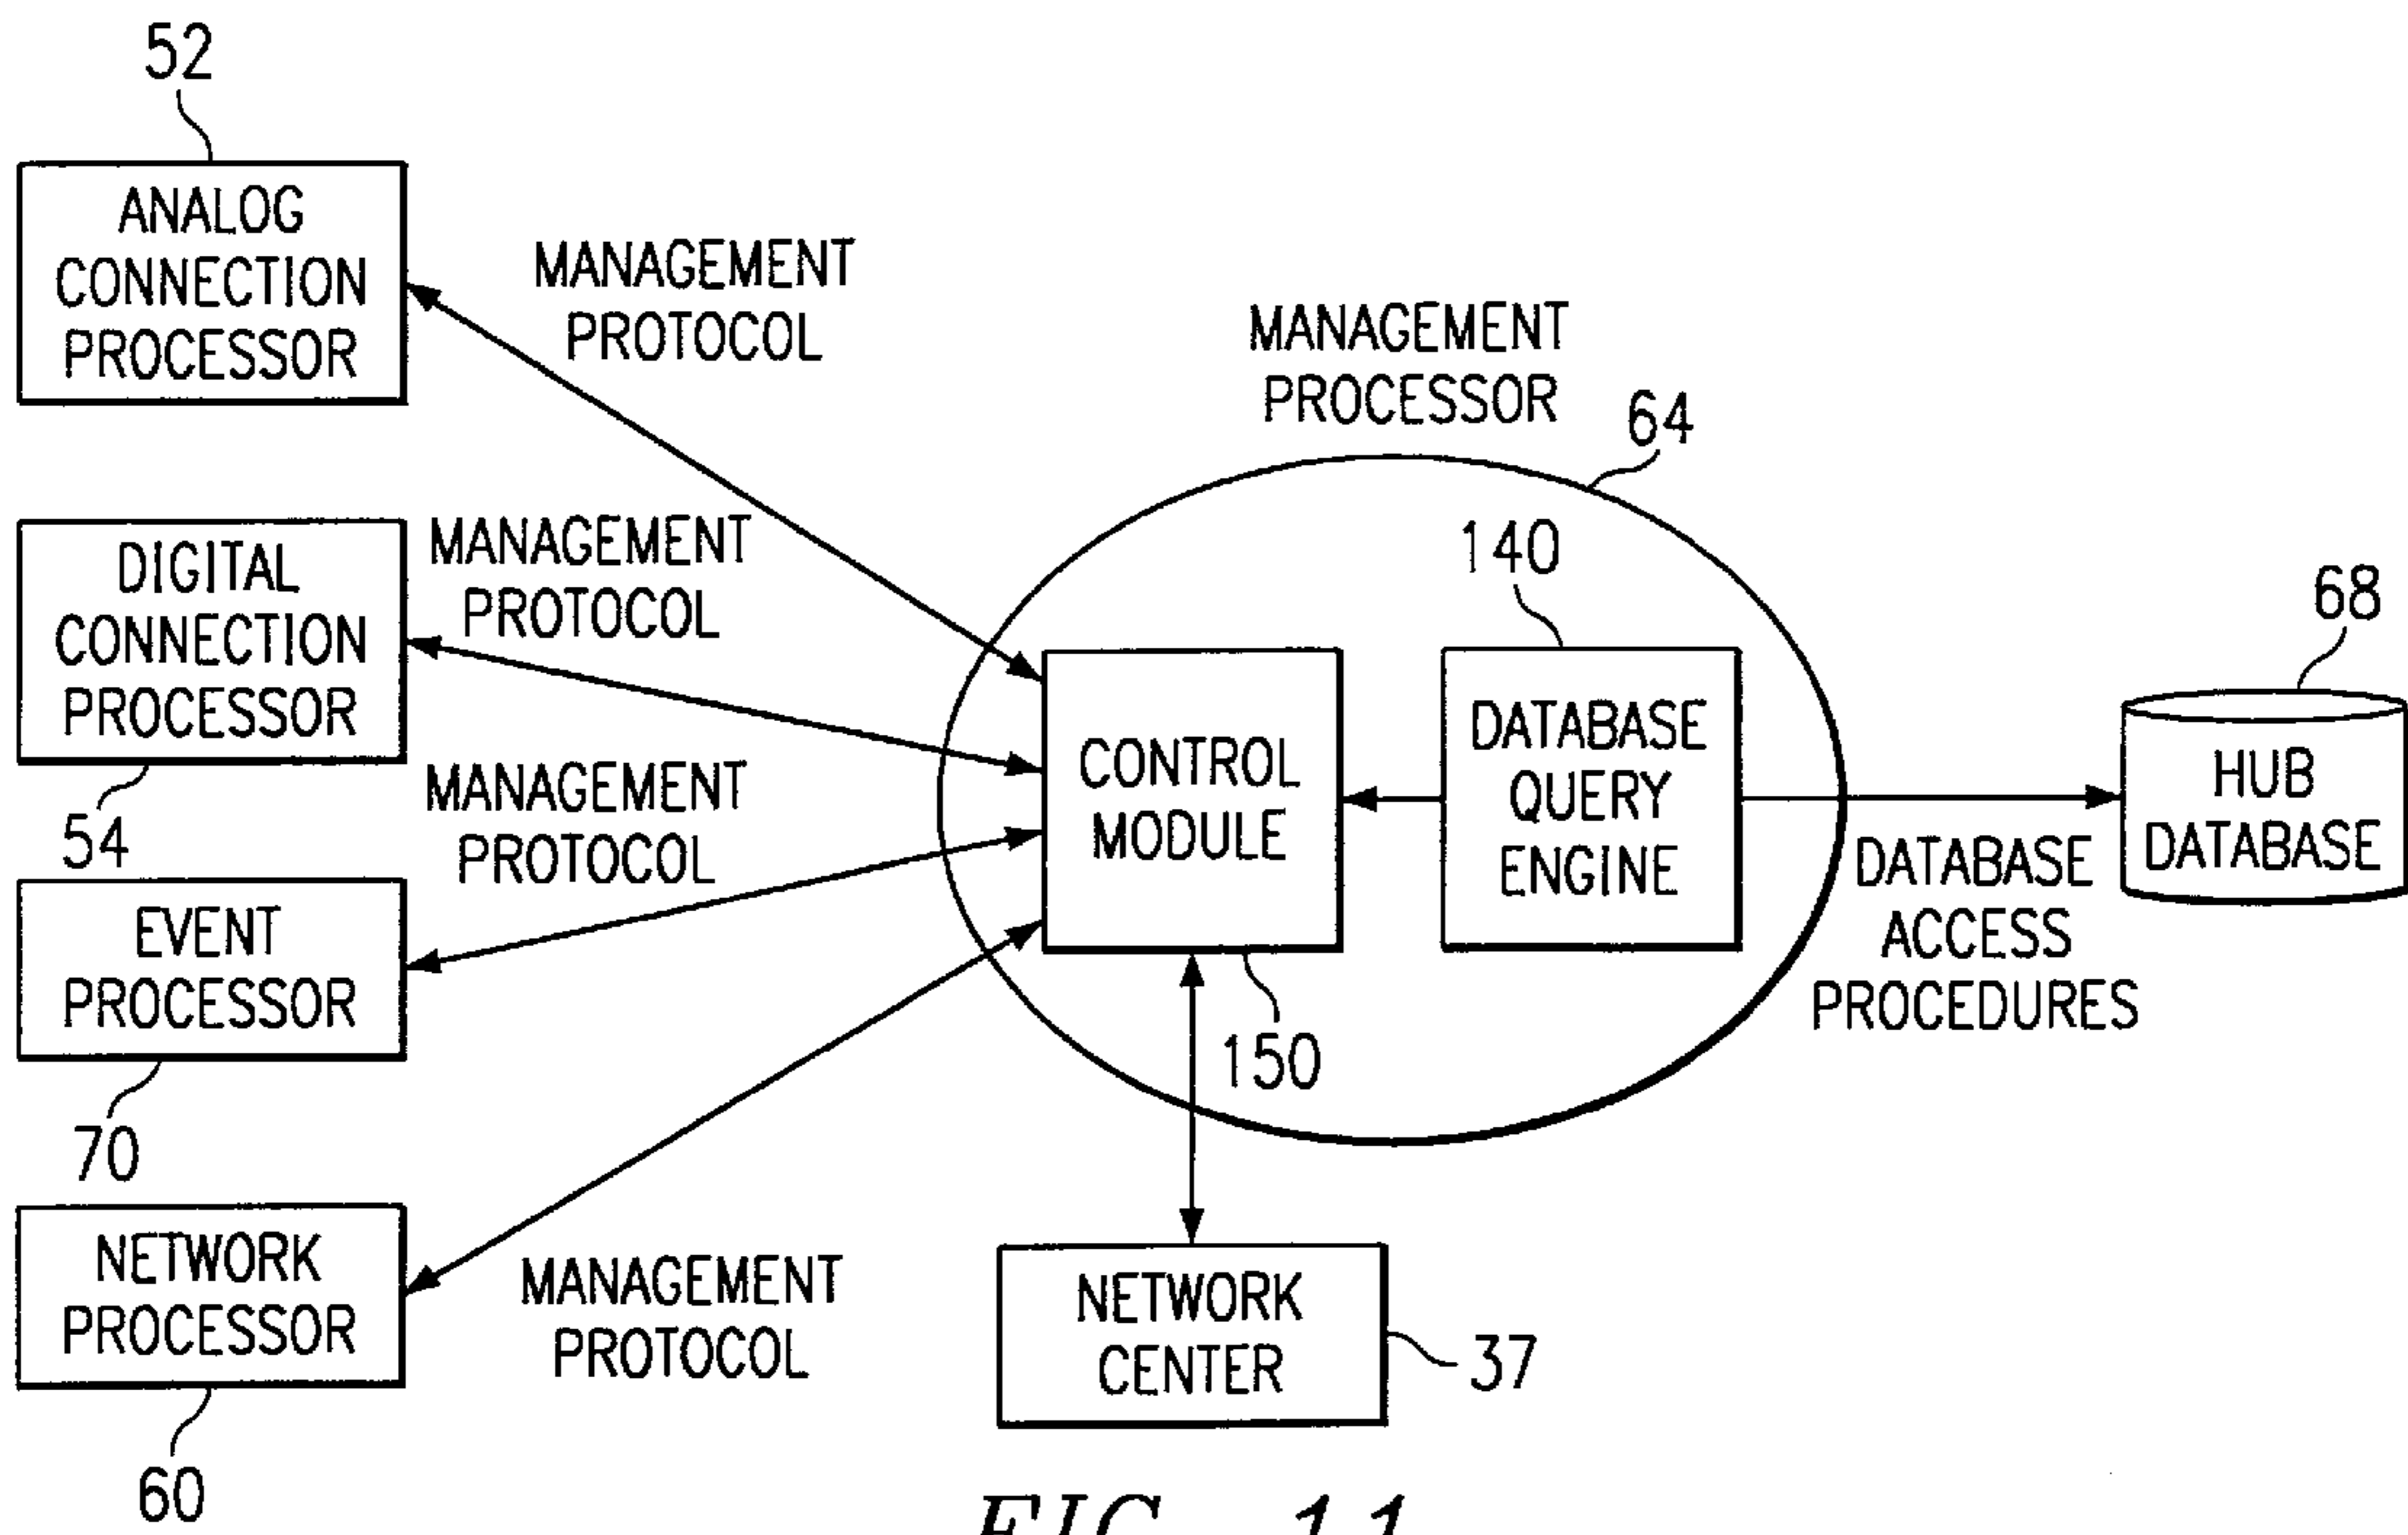 52
ANALOG
CONNECTION
PROCESSOR
MANAGEMENT
PROTOCOL
MANAGEMENT
PROCESSOR
64
DIGITAL
CONNECTION
PROCESSOR
54
MANAGEMENT
PROTOCOL
140
68
CONTROL
MODULE
150
DATABASE
QUERY
ENGINE
HUB
DATABASE
DATABASE
ACCESS
PROCEDURES
MANAGEMENT
PROTOCOL
EVENT
PROCESSOR
70
NETWORK
PROCESSOR
60
MANAGEMENT
PROTOCOL
NETWORK
CENTER
37
FIG. 11